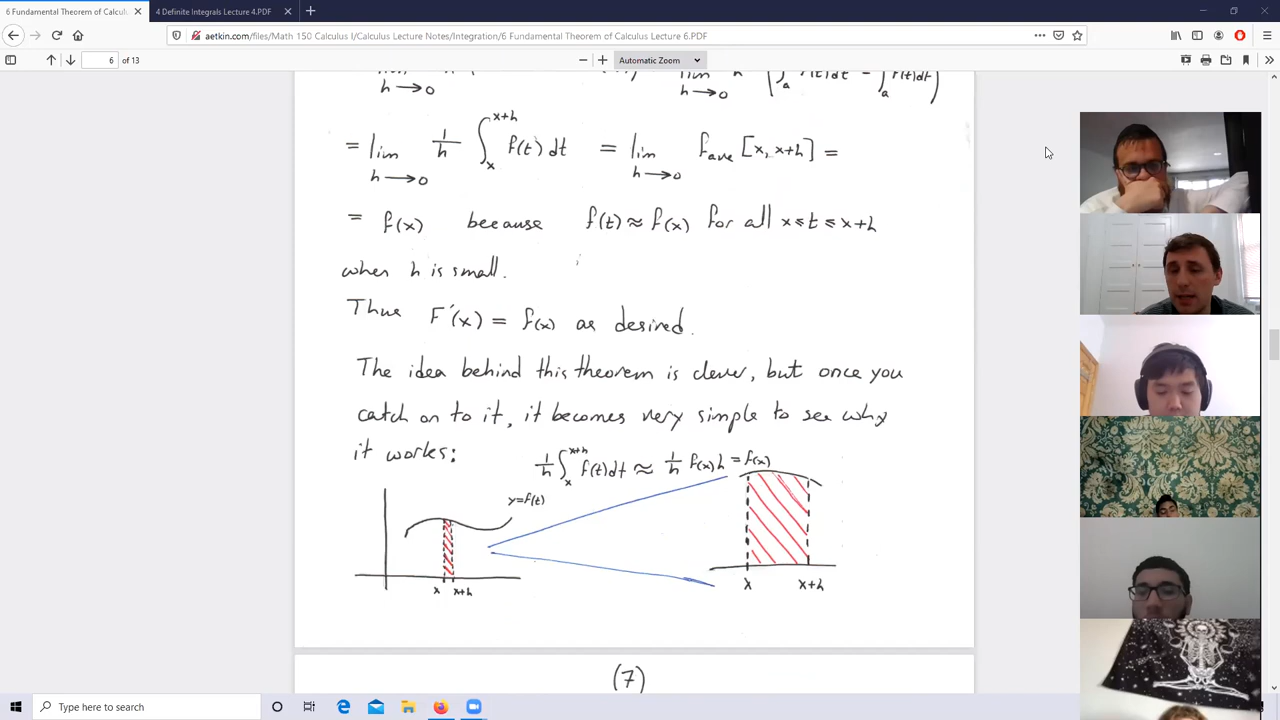 6 Fundamental Theorem of Calculu
4 Definite Integrals Lecture 4.PDF
aetkin.com/files/Math 150 Calculus I/Calculus Lecture Notes/Integration/6 Fundamental Theorem of Calculus Lecture 6.PDF
6 of 13
Automatic Zoom
h→0 h→0 ∫a f(t)dt − ∫a f(t)dt
= lim h→0 1/h ∫x^x+h f(t) dt = lim h→0 fave [x, x+h] =
= f(x) because f(t) ≈ f(x) for all x ≤ t ≤ x+h
when h is small.
Thus F'(x) = f(x) as desired.
The idea behind this theorem is clever, but once you
catch on to it, it becomes very simple to see why
it works:
1/h ∫x^x+h f(t)dt ≈ 1/h f(x)h = f(x)
y=f(t)
x x+h
x x+h
(7)
Type here to search